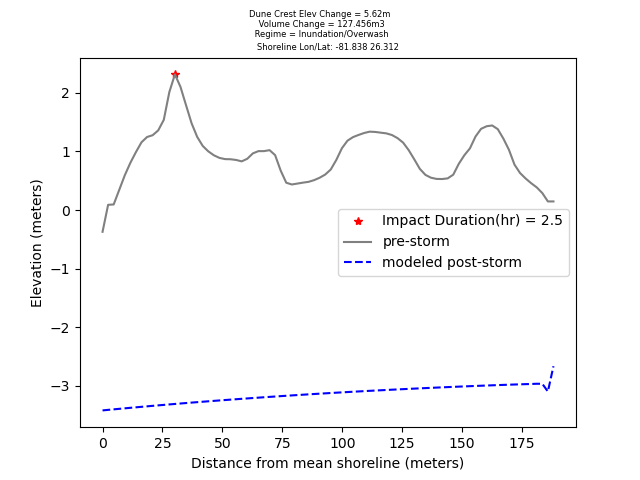 Dune Crest Elev Change = 5.62m
Volume Change = 127.456m3
Regime = Inundation/Overwash
Shoreline Lon/Lat: -81.838 26.312
2
1
0
−1
−2
−3
Elevation (meters)
Impact Duration(hr) = 2.5
pre-storm
modeled post-storm
0 25 50 75 100 125 150 175
Distance from mean shoreline (meters)